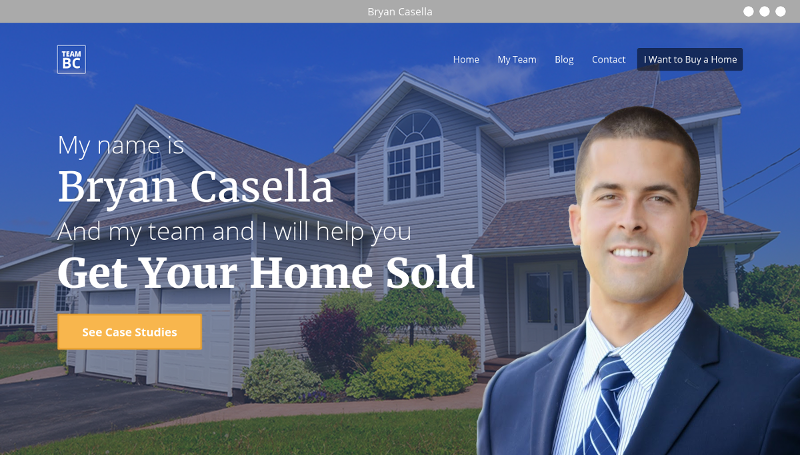 Bryan Casella
TEAM
BC
Home My Team Blog Contact I Want to Buy a Home
My name is
Bryan Casella
And my team and I will help you
Get Your Home Sold
See Case Studies